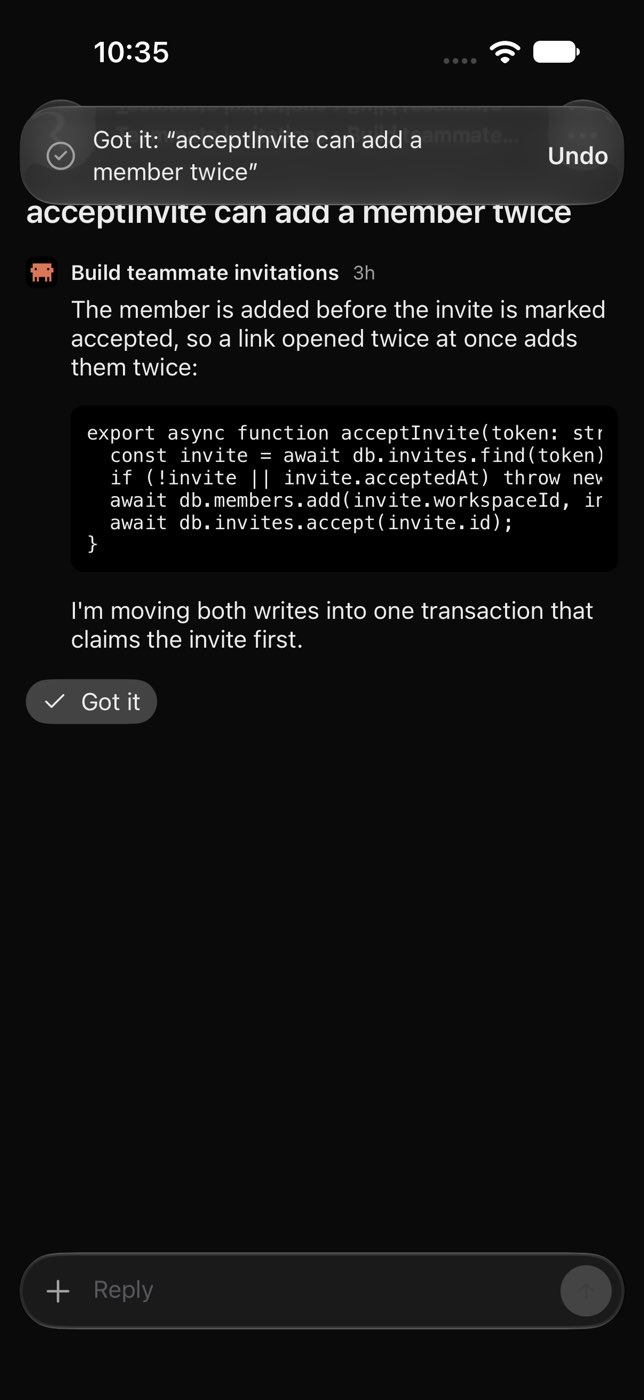 10:35
Got it: “acceptInvite can add a
member twice”
Undo
acceptInvite can add a member twice
Build teammate invitations 3h
The member is added before the invite is marked
accepted, so a link opened twice at once adds
them twice:
export async function acceptInvite(token: str
const invite = await db.invites.find(token)
if (!invite || invite.acceptedAt) throw new
await db.members.add(invite.workspaceId, in
await db.invites.accept(invite.id);
}
I'm moving both writes into one transaction that
claims the invite first.
Got it
Reply